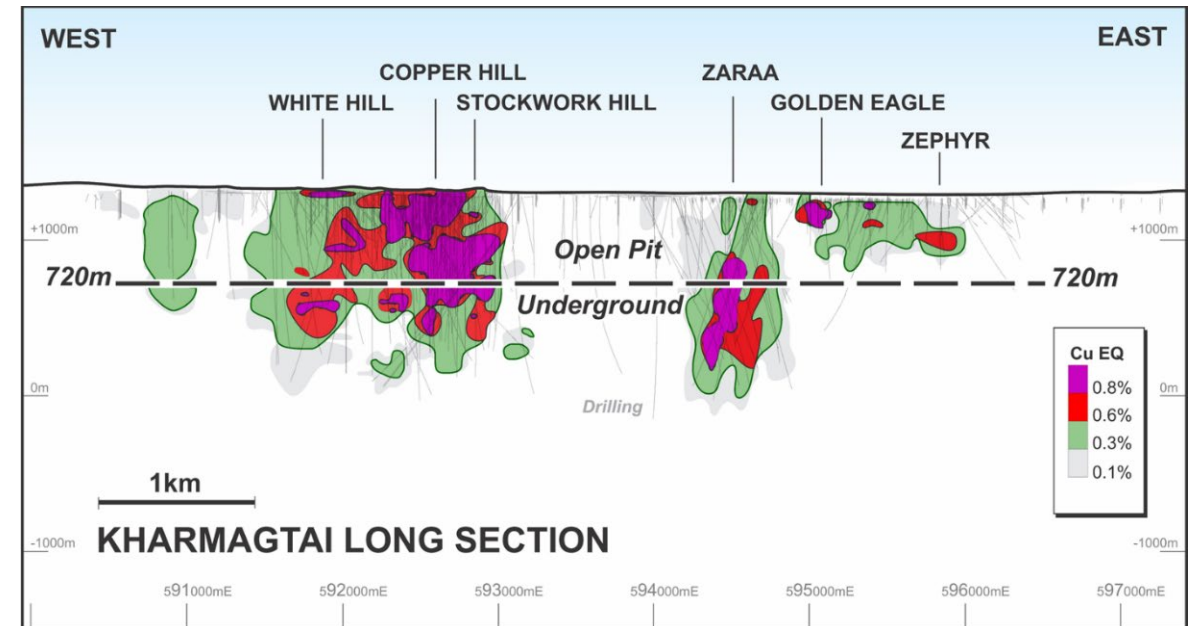 WEST
EAST
COPPER HILL
ZARAA
WHITE HILL
STOCKWORK HILL
GOLDEN EAGLE
ZEPHYR
+1000m
Open Pit
+1000m
720m
720m
Underground
Cu EQ
0.8%
0.6%
0.3%
0.1%
0m
0m
Drilling
1km
KHARMAGTAI LONG SECTION
-1000m
-1000m
591000mE
592000mE
593000mE
594000mE
595000mE
596000mE
597000mE